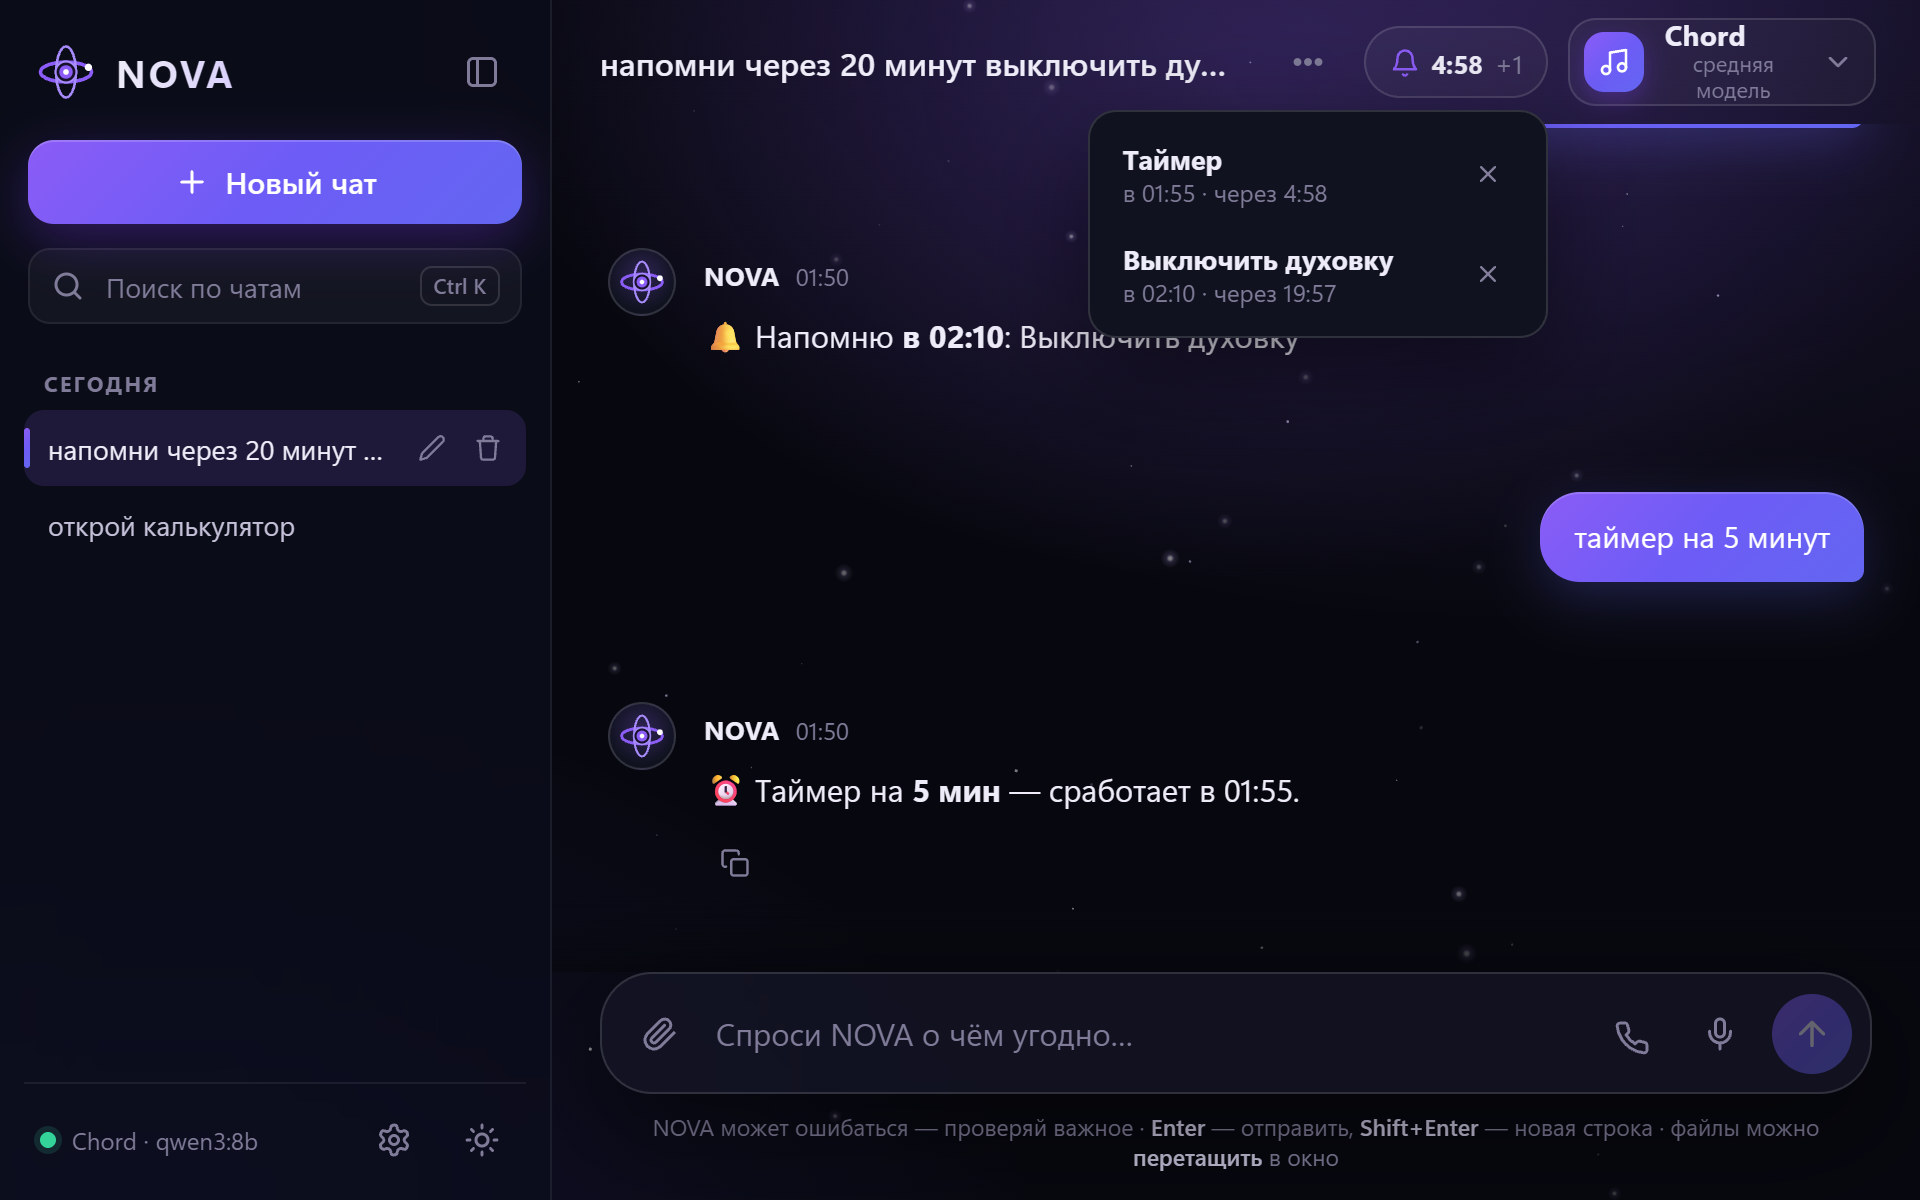 NOVA
Новый чат
Поиск по чатам
Ctrl K
СЕГОДНЯ
напомни через 20 минут ...
открой калькулятор
Chord · qwen3:8b
напомни через 20 минут выключить ду...
4:58 +1
Chord
средняя
модель
Таймер
в 01:55 · через 4:58
Выключить духовку
в 02:10 · через 19:57
NOVA 01:50
Напомню в 02:10: Выключить духовку
таймер на 5 минут
NOVA 01:50
Таймер на 5 мин — сработает в 01:55.
Спроси NOVA о чём угодно...
NOVA может ошибаться — проверяй важное · Enter — отправить, Shift+Enter — новая строка · файлы можно
перетащить в окно